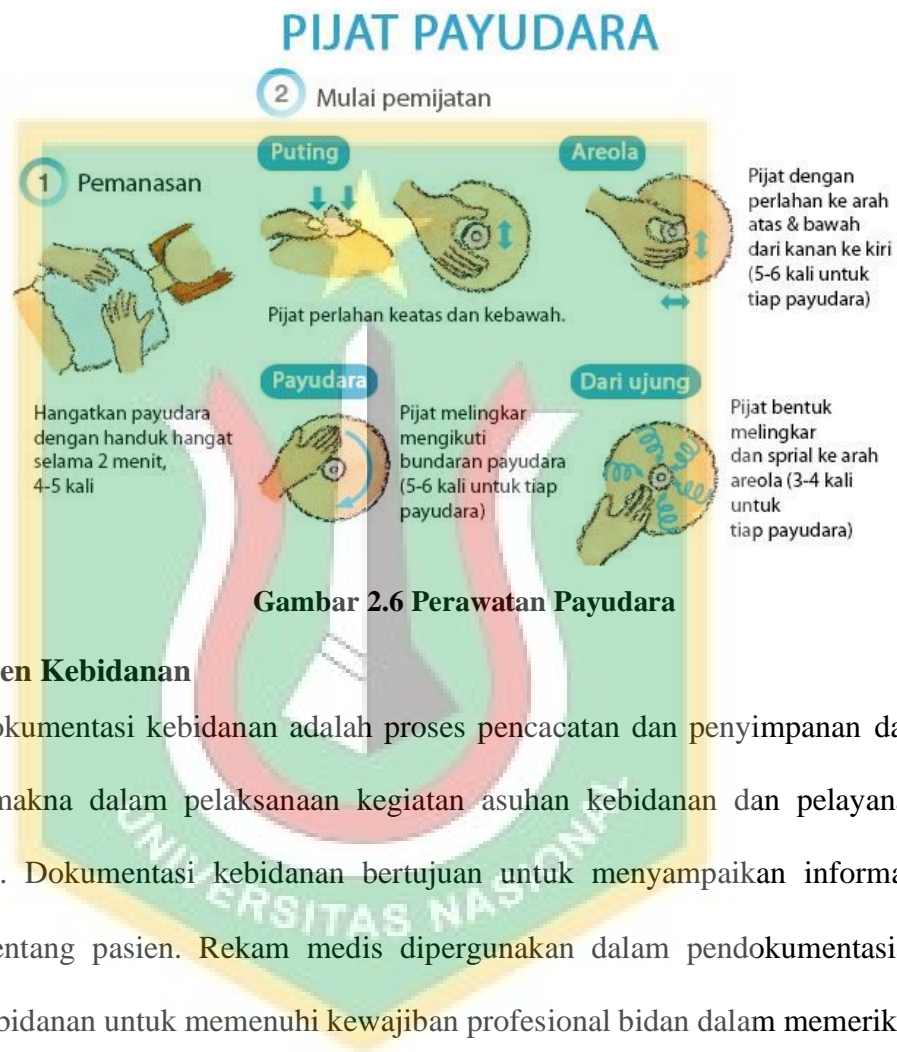 PIJAT PAYUDARA
2 Mulai pemijatan
1 Pemanasan
Hangatkan payudara
dengan handuk hangat
selama 2 menit,
4-5 kali
Puting
Pijat perlahan keatas dan kebawah.
Areola
Pijat dengan
perlahan ke arah
atas & bawah
dari kanan ke kiri
(5-6 kali untuk
tiap payudara)
Payudara
Pijat melingkar
mengikuti
bundaran payudara
(5-6 kali untuk tiap
payudara)
Dari ujung
Pijat bentuk
melingkar
dan sprial ke arah
areola (3-4 kali
untuk
tiap payudara)
Gambar 2.6 Perawatan Payudara
en Kebidanan
okumentasi kebidanan adalah proses pencacatan dan penyimpanan da
makna dalam pelaksanaan kegiatan asuhan kebidanan dan pelayana
. Dokumentasi kebidanan bertujuan untuk menyampaikan informa
entang pasien. Rekam medis dipergunakan dalam pendokumentasi
bidanan untuk memenuhi kewajiban profesional bidan dalam memerik
UNIVERSITAS NASIONAL